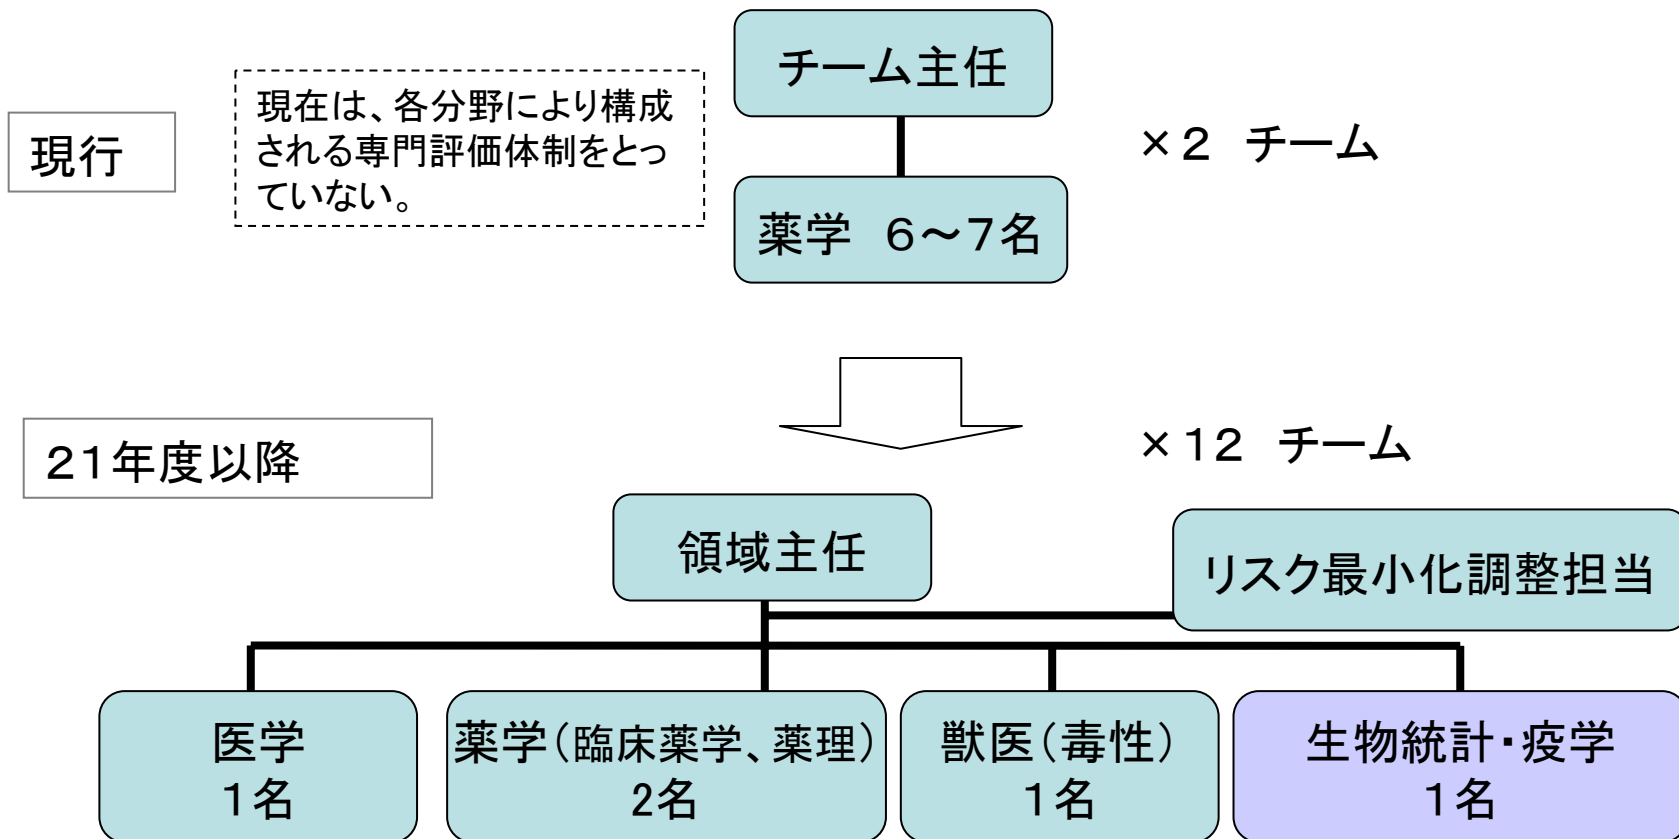 チーム主任
現在は、各分野により構成
される専門評価体制をとっ
ていない。
現行
×２　チーム
薬学　６～７名
×１２　チーム
２１年度以降
領域主任
リスク最小化調整担当
医学
１名
薬学（臨床薬学、薬理）
2名
獣医（毒性）
１名
生物統計・疫学
１名